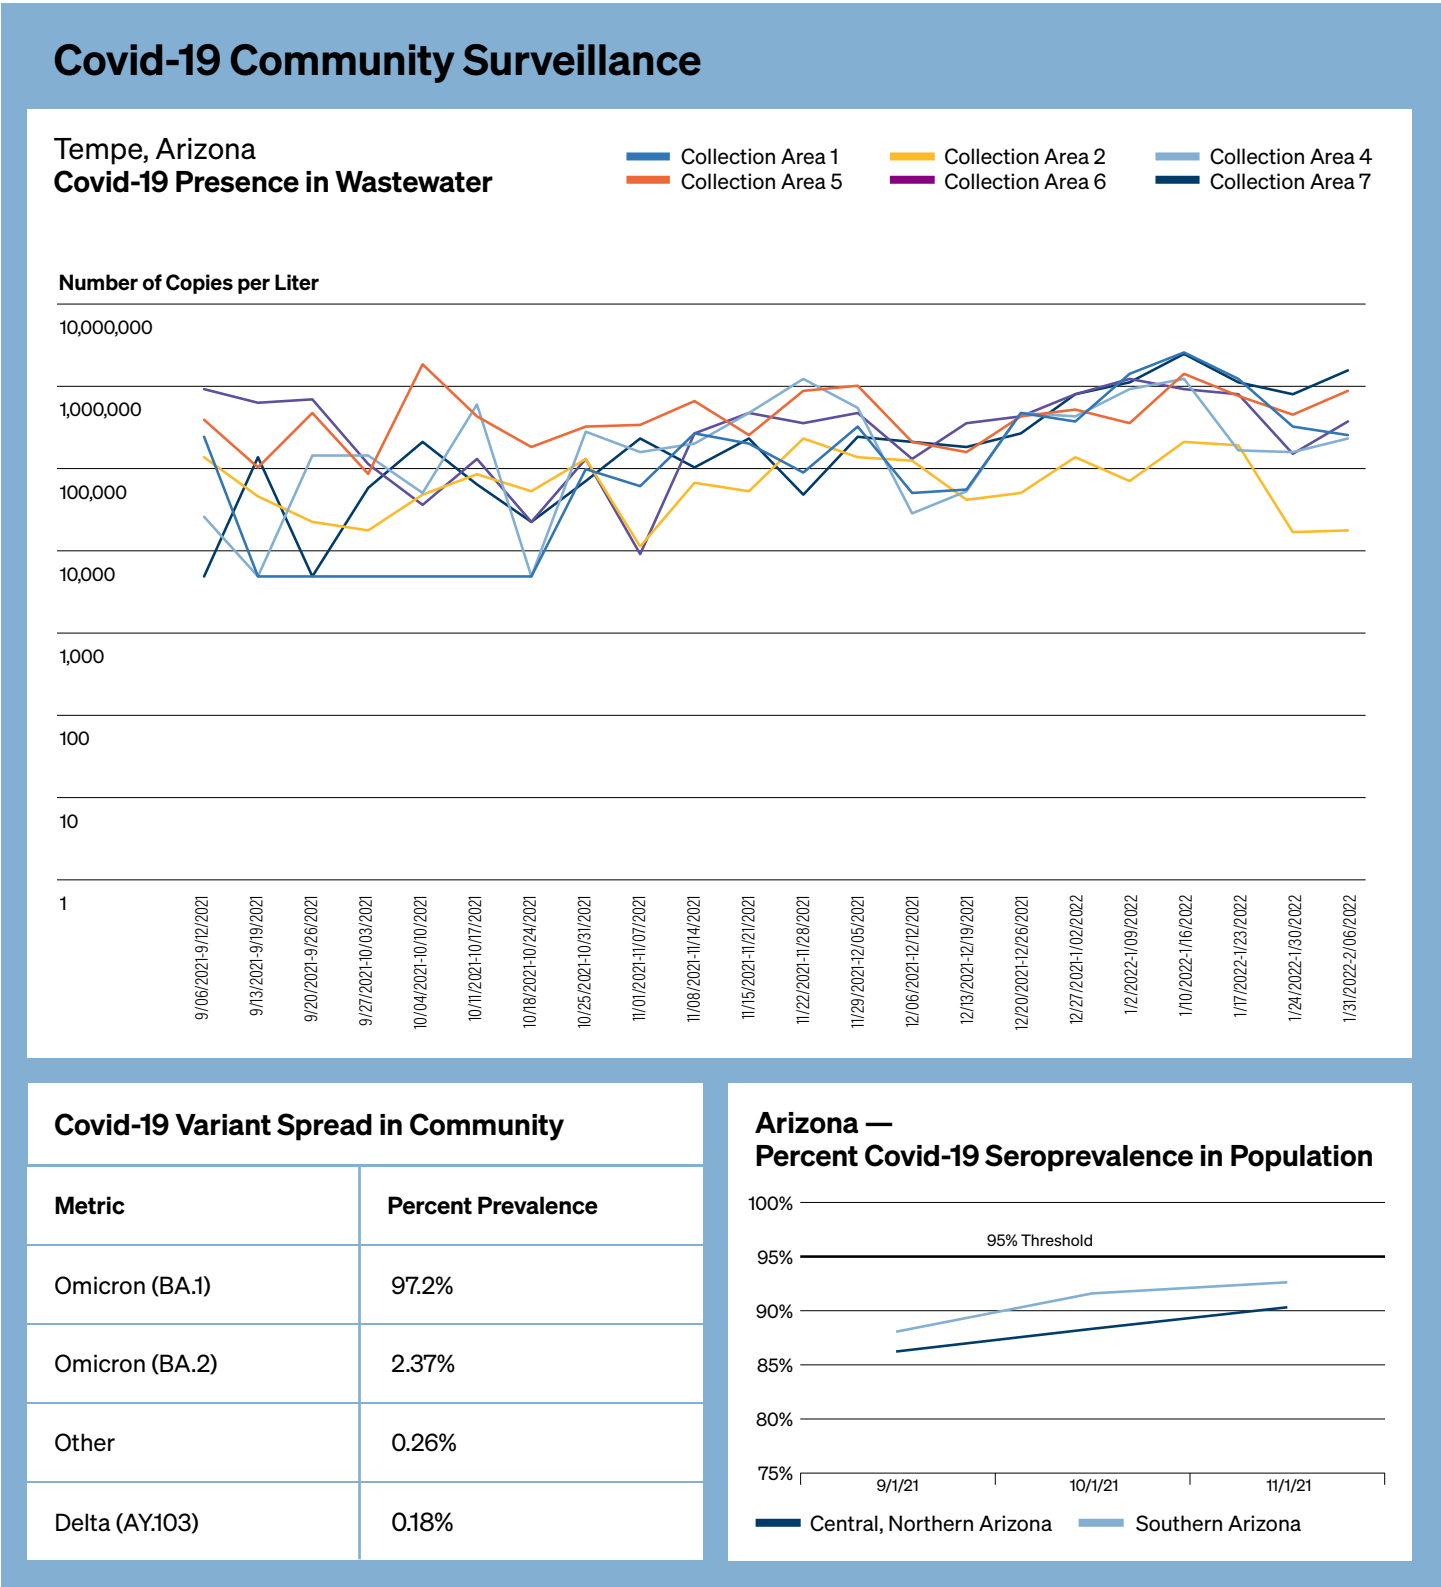 Covid-19 Community Surveillance
Tempe, Arizona
Covid-19 Presence in Wastewater
Collection Area 1
Collection Area 2
Collection Area 4
Collection Area 5
Collection Area 6
Collection Area 7
Number of Copies per Liter
10,000,000
1,000,000
100,000
10,000
1,000
100
10
1
9/06/2021-9/12/2021
9/13/2021-9/19/2021
9/20/2021-9/26/2021
9/27/2021-10/03/2021
10/04/2021-10/10/2021
10/11/2021-10/17/2021
10/18/2021-10/24/2021
10/25/2021-10/31/2021
11/01/2021-11/07/2021
11/08/2021-11/14/2021
11/15/2021-11/21/2021
11/22/2021-11/28/2021
11/29/2021-12/05/2021
12/06/2021-12/12/2021
12/13/2021-12/19/2021
12/20/2021-12/26/2021
12/27/2021-1/02/2022
1/2/2022-1/09/2022
1/10/2022-1/16/2022
1/17/2022-1/23/2022
1/24/2022-1/30/2022
1/31/2022-2/06/2022
Covid-19 Variant Spread in Community
Metric
Percent Prevalence
Omicron (BA.1)
97.2%
Omicron (BA.2)
2.37%
Other
0.26%
Delta (AY.103)
0.18%
Arizona —
Percent Covid-19 Seroprevalence in Population
100%
95% Threshold
95%
90%
85%
80%
75%
9/1/21
10/1/21
11/1/21
Central, Northern Arizona
Southern Arizona